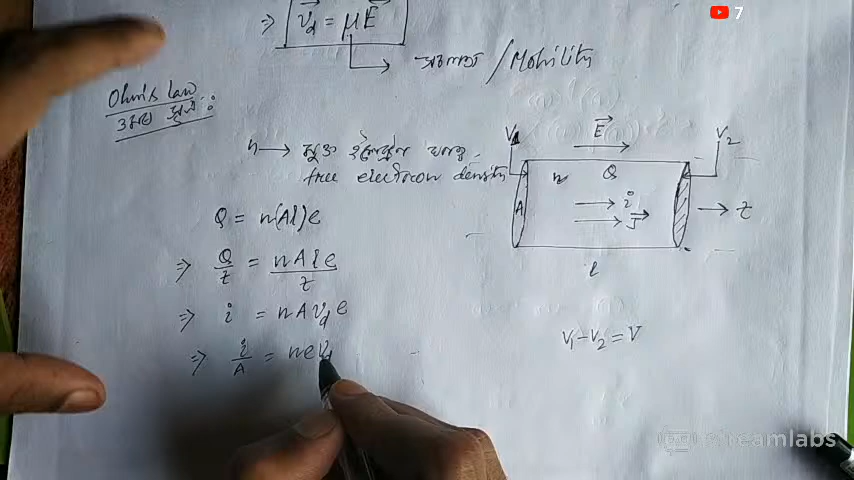 7
⇒ v⃗d = μE⃗
/Mobility
Ohm's law
সূত্র :
n → মুক্ত ইলেকট্রন ঘনত্ব
free electron density
Q = n(Al)e
⇒ Q/t = nAle/t
⇒ i = nAvde
⇒ i/A = nevd
V1 E⃗ V2
n Q
A i
J⃗ t
l
V1-V2 = V
streamlabs